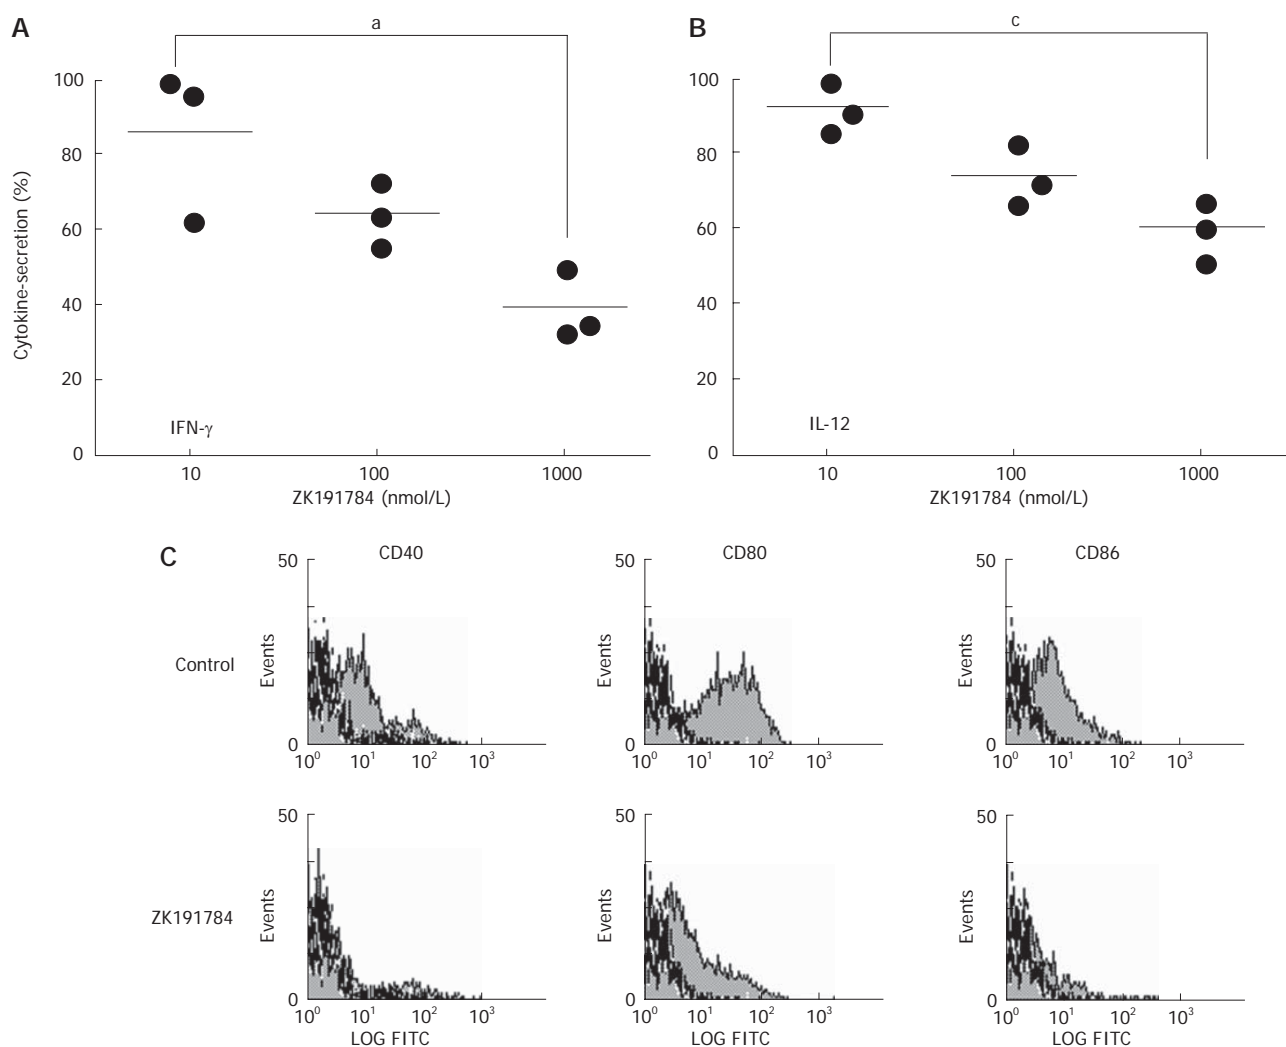 A
a
100
80
60
40
20
0
Cytokine-secretion (%)
IFN-γ
10 100 1000
ZK191784 (nmol/L)
B
c
100
80
60
40
20
0
IL-12
10 100 1000
ZK191784 (nmol/L)
C
CD40
50
Control
Events
0
10⁰ 10¹ 10² 10³
CD80
50
Events
0
10⁰ 10¹ 10² 10³
CD86
50
Events
0
10⁰ 10¹ 10² 10³
50
ZK191784
Events
0
10⁰ 10¹ 10² 10³
LOG FITC
50
Events
0
10⁰ 10¹ 10² 10³
LOG FITC
50
Events
0
10⁰ 10¹ 10² 10³
LOG FITC